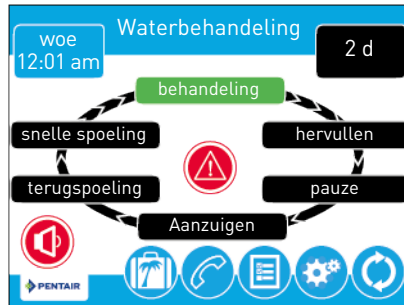 Waterbehandeling
woe
12:01 am
2 d
behandeling
snelle spoeling
hervullen
terugspoeling
pauze
Aanzuigen
PENTAIR